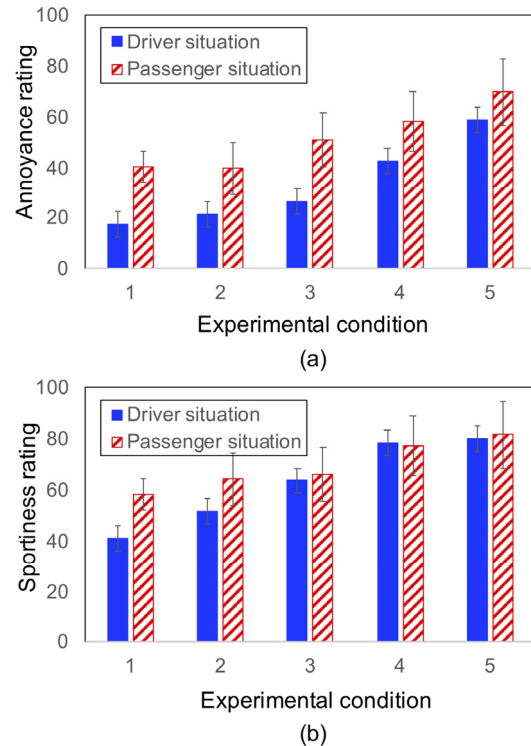 100
80
60
40
20
0
Annoyance rating
Driver situation
Passenger situation
1 2 3 4 5
Experimental condition
(a)
100
80
60
40
20
0
Sportiness rating
Driver situation
Passenger situation
1 2 3 4 5
Experimental condition
(b)